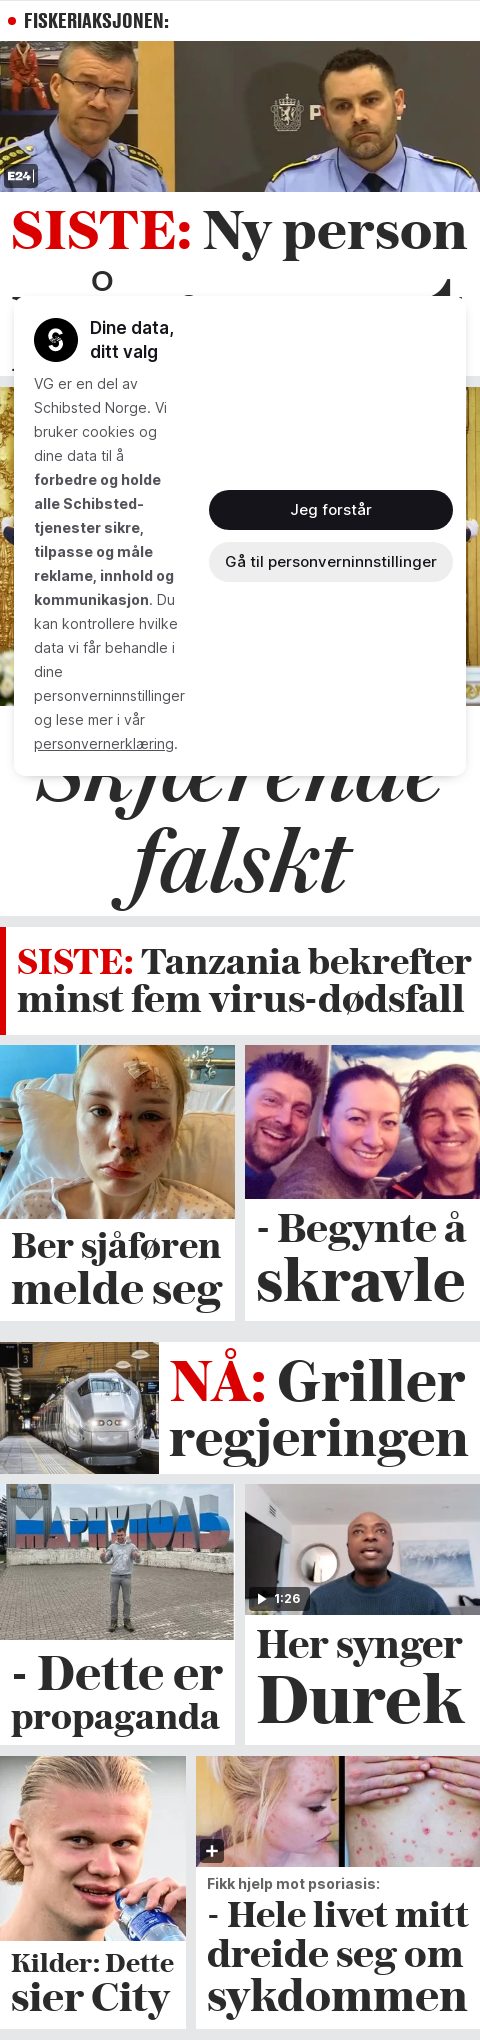 FISKERIAKSJONEN:
E24
SISTE: Ny person
Dine data,
ditt valg
VG er en del av
Schibsted Norge. Vi
bruker cookies og
dine data til å
forbedre og holde
alle Schibsted-
tjenester sikre,
tilpasse og måle
reklame, innhold og
kommunikasjon. Du
kan kontrollere hvilke
data vi får behandle i
dine
personverninnstillinger
og lese mer i vår
personvernerklæring.
Jeg forstår
Gå til personverninnstillinger
Skjærende
falskt
SISTE: Tanzania bekrefter
minst fem virus-dødsfall
Ber sjåføren
melde seg
- Begynte å
skravle
NÅ: Griller
regjeringen
МАРИУПОЛЬ
- Dette er
propaganda
1:26
Her synger
Durek
Kilder: Dette
sier City
Fikk hjelp mot psoriasis:
- Hele livet mitt
dreide seg om
sykdommen